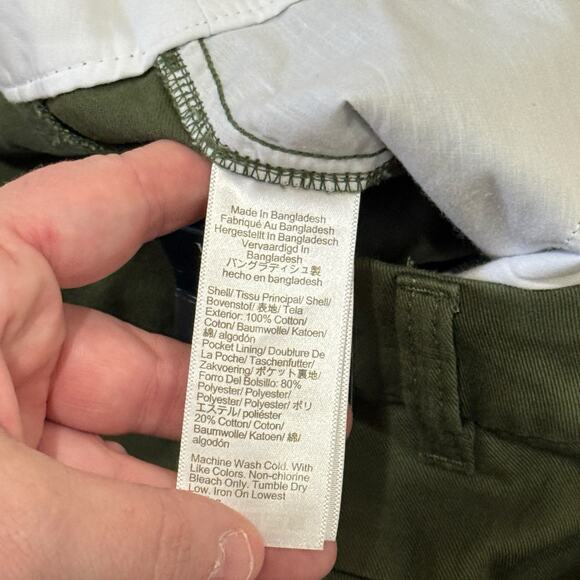 Made In Bangladesh
Fabriqué Au Bangladesh
Hergestellt In Bangladesch
Vervaardigd In
Bangladesh
バングラディシュ製
hecho en bangladesh
Shell/ Tissu Principal/ Shell/
Bovenstof/ 表地/ Tela
Exterior: 100% Cotton/
Coton/ Baumwolle/ Katoen/
綿/ algodón
Pocket Lining/ Doublure De
La Poche/ Taschenfutter/
Zakvoering/ ポケット裏地/
Forro Del Bolsillo: 80%
Polyester/ Polyester/
Polyester/ Polyester/ ポリ
エステル/ poliéster
20% Cotton/ Coton/
Baumwolle/ Katoen/ 綿/
algodón
Machine Wash Cold. With
Like Colors. Non-chlorine
Bleach Only. Tumble Dry
Low. Iron On Lowest